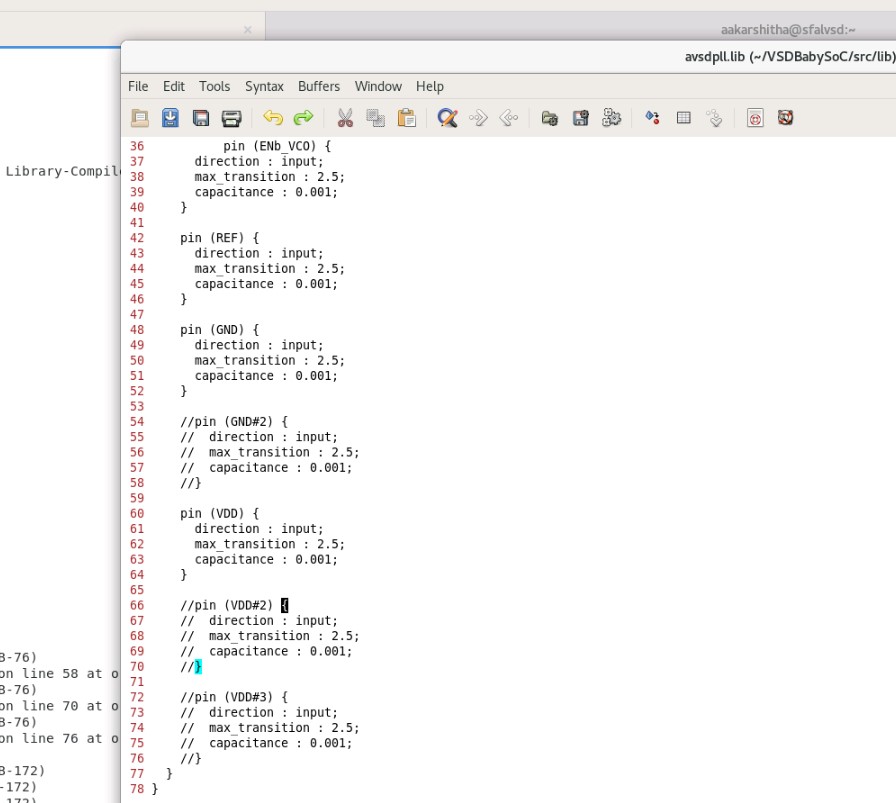 aakarshitha@sfalvsd:~
avsdpll.lib (~/VSDBabySoC/src/lib)
File Edit Tools Syntax Buffers Window Help
Library-Compile
36 pin (ENb_VCO) {
37 direction : input;
38 max_transition : 2.5;
39 capacitance : 0.001;
40 }
41
42 pin (REF) {
43 direction : input;
44 max_transition : 2.5;
45 capacitance : 0.001;
46 }
47
48 pin (GND) {
49 direction : input;
50 max_transition : 2.5;
51 capacitance : 0.001;
52 }
53
54 //pin (GND#2) {
55 //  direction : input;
56 //  max_transition : 2.5;
57 //  capacitance : 0.001;
58 //}
59
60 pin (VDD) {
61 direction : input;
62 max_transition : 2.5;
63 capacitance : 0.001;
64 }
65
66 //pin (VDD#2) {
67 //  direction : input;
68 //  max_transition : 2.5;
69 //  capacitance : 0.001;
70 //}
71
72 //pin (VDD#3) {
73 //  direction : input;
74 //  max_transition : 2.5;
75 //  capacitance : 0.001;
76 //}
77 }
78 }
B-76)
on line 58 at o
B-76)
on line 70 at o
B-76)
on line 76 at o
B-172)
-172)